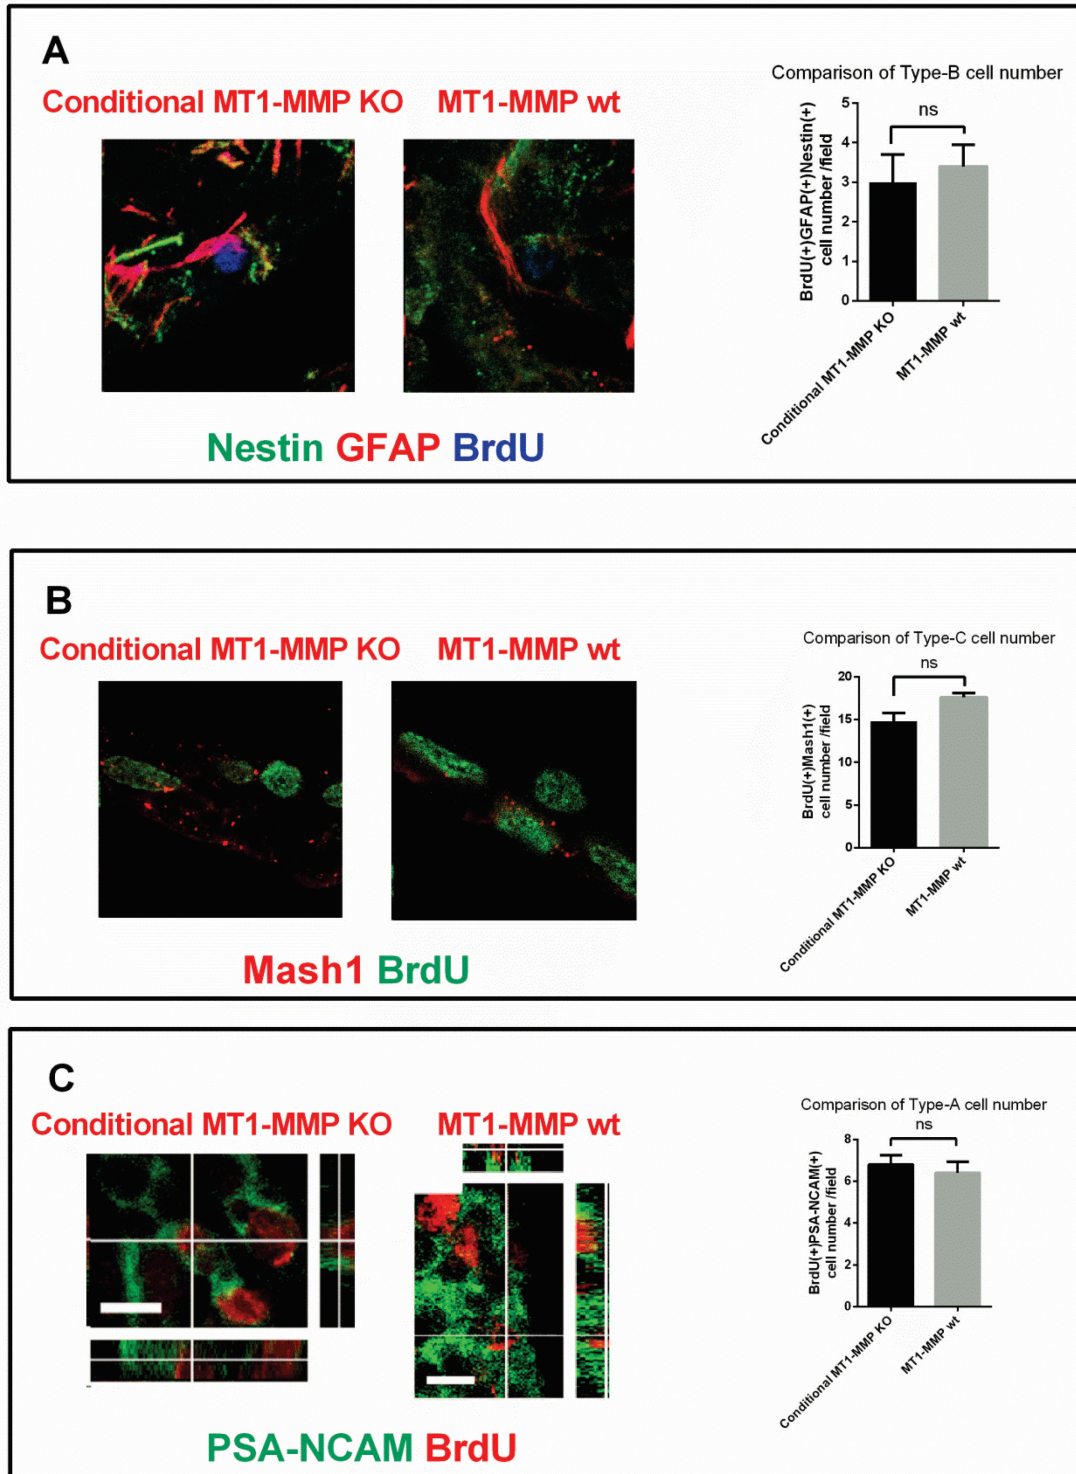 A
Conditional MT1-MMP KO
MT1-MMP wt
Nestin GFAP BrdU
Comparison of Type-B cell number
BrdU(+)GFAP(+)Nestin(+)
cell number /field
5
4
3
2
1
0
ns
Conditional MT1-MMP KO
MT1-MMP wt
B
Conditional MT1-MMP KO
MT1-MMP wt
Mash1 BrdU
Comparison of Type-C cell number
BrdU(+)Mash1(+)
cell number /field
20
15
10
5
0
ns
Conditional MT1-MMP KO
MT1-MMP wt
C
Conditional MT1-MMP KO
MT1-MMP wt
PSA-NCAM BrdU
Comparison of Type-A cell number
ns
BrdU(+)PSA-NCAM(+)
cell number /field
8
6
4
2
0
Conditional MT1-MMP KO
MT1-MMP wt